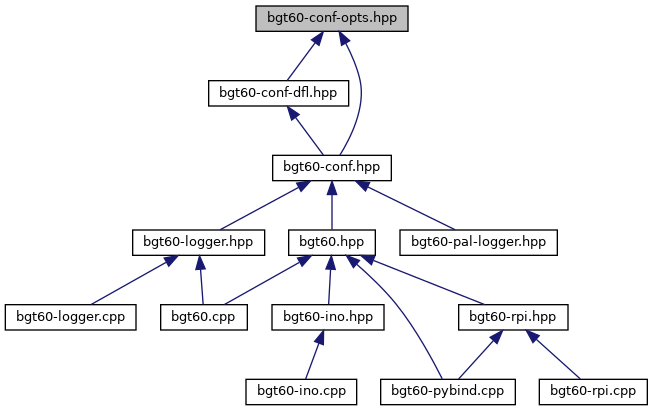 bgt60-conf-opts.hpp
bgt60-conf-dfl.hpp
bgt60-conf.hpp
bgt60-logger.hpp
bgt60.hpp
bgt60-pal-logger.hpp
bgt60-logger.cpp
bgt60.cpp
bgt60-ino.hpp
bgt60-rpi.hpp
bgt60-ino.cpp
bgt60-pybind.cpp
bgt60-rpi.cpp